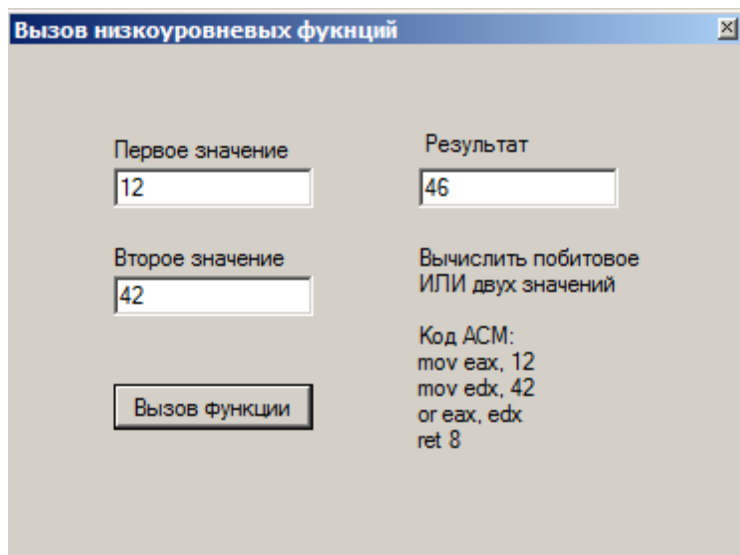 Вызов низкоуровневых фукнций
Первое значение
12
Второе значение
42
Вызов функции
Результат
46
Вычислить побитовое
ИЛИ двух значений
Код АСМ:
mov eax, 12
mov edx, 42
or eax, edx
ret 8